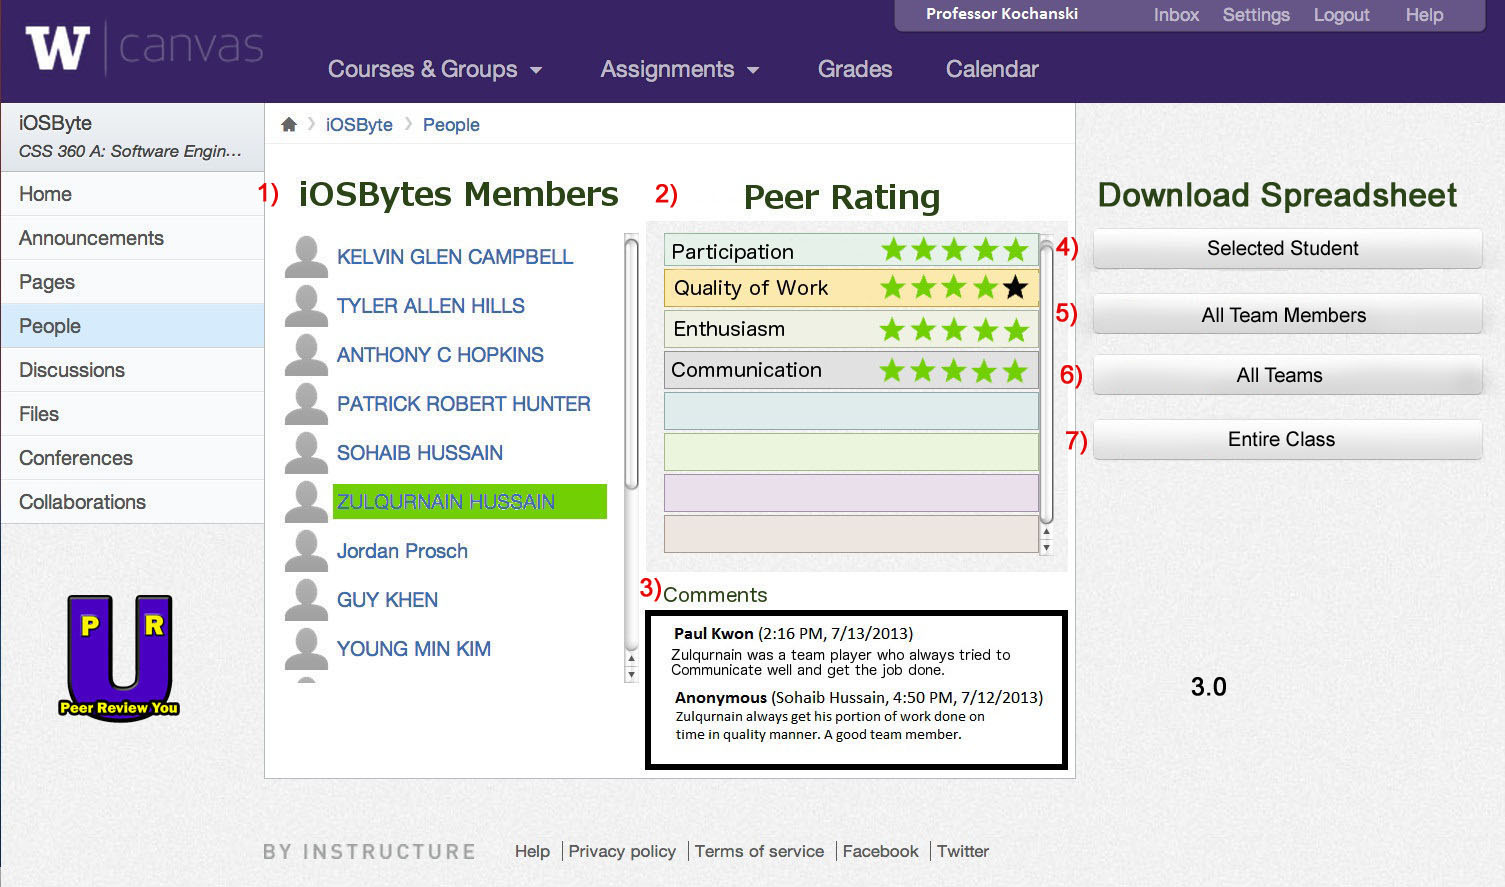 Professor Kochanski
Inbox Settings Logout Help
W canvas
Courses & Groups Assignments Grades Calendar
iOSByte
CSS 360 A: Software Engin...
Home
Announcements
Pages
People
Discussions
Files
Conferences
Collaborations
P U R
Peer Review You
iOSByte People
1) iOSBytes Members
KELVIN GLEN CAMPBELL
TYLER ALLEN HILLS
ANTHONY C HOPKINS
PATRICK ROBERT HUNTER
SOHAIB HUSSAIN
ZULQURNAIN HUSSAIN
Jordan Prosch
GUY KHEN
YOUNG MIN KIM
2) Peer Rating
Participation
Quality of Work
Enthusiasm
Communication
3) Comments
Paul Kwon (2:16 PM, 7/13/2013)
Zulqurnain was a team player who always tried to
Communicate well and get the job done.
Anonymous (Sohaib Hussain, 4:50 PM, 7/12/2013)
Zulqurnain always get his portion of work done on
time in quality manner. A good team member.
Download Spreadsheet
4) Selected Student
5) All Team Members
6) All Teams
7) Entire Class
3.0
BY INSTRUCTURE Help Privacy policy Terms of service Facebook Twitter